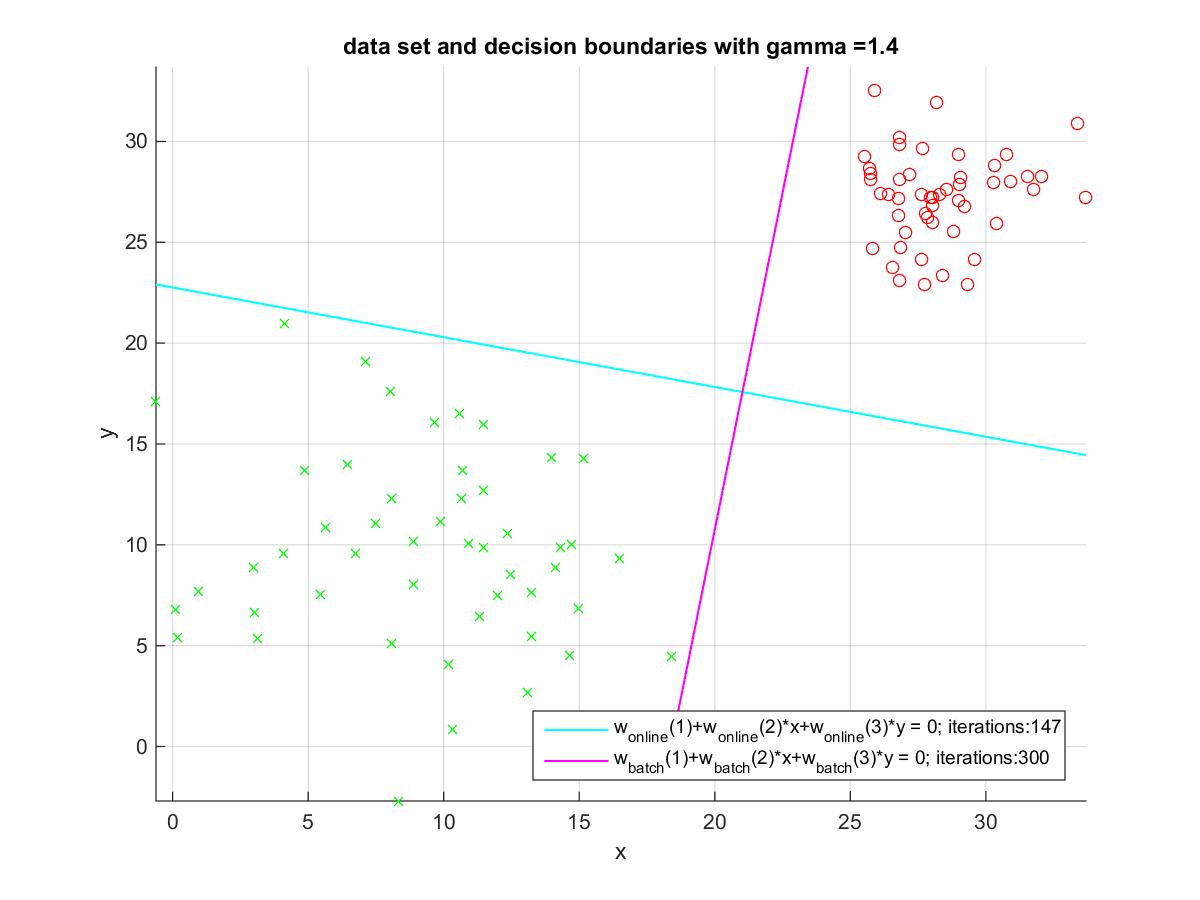 data set and decision boundaries with gamma =1.4
30
25
20
15
10
5
0
y
w_online(1)+w_online(2)*x+w_online(3)*y = 0; iterations:147
w_batch(1)+w_batch(2)*x+w_batch(3)*y = 0; iterations:300
0 5 10 15 20 25 30
x